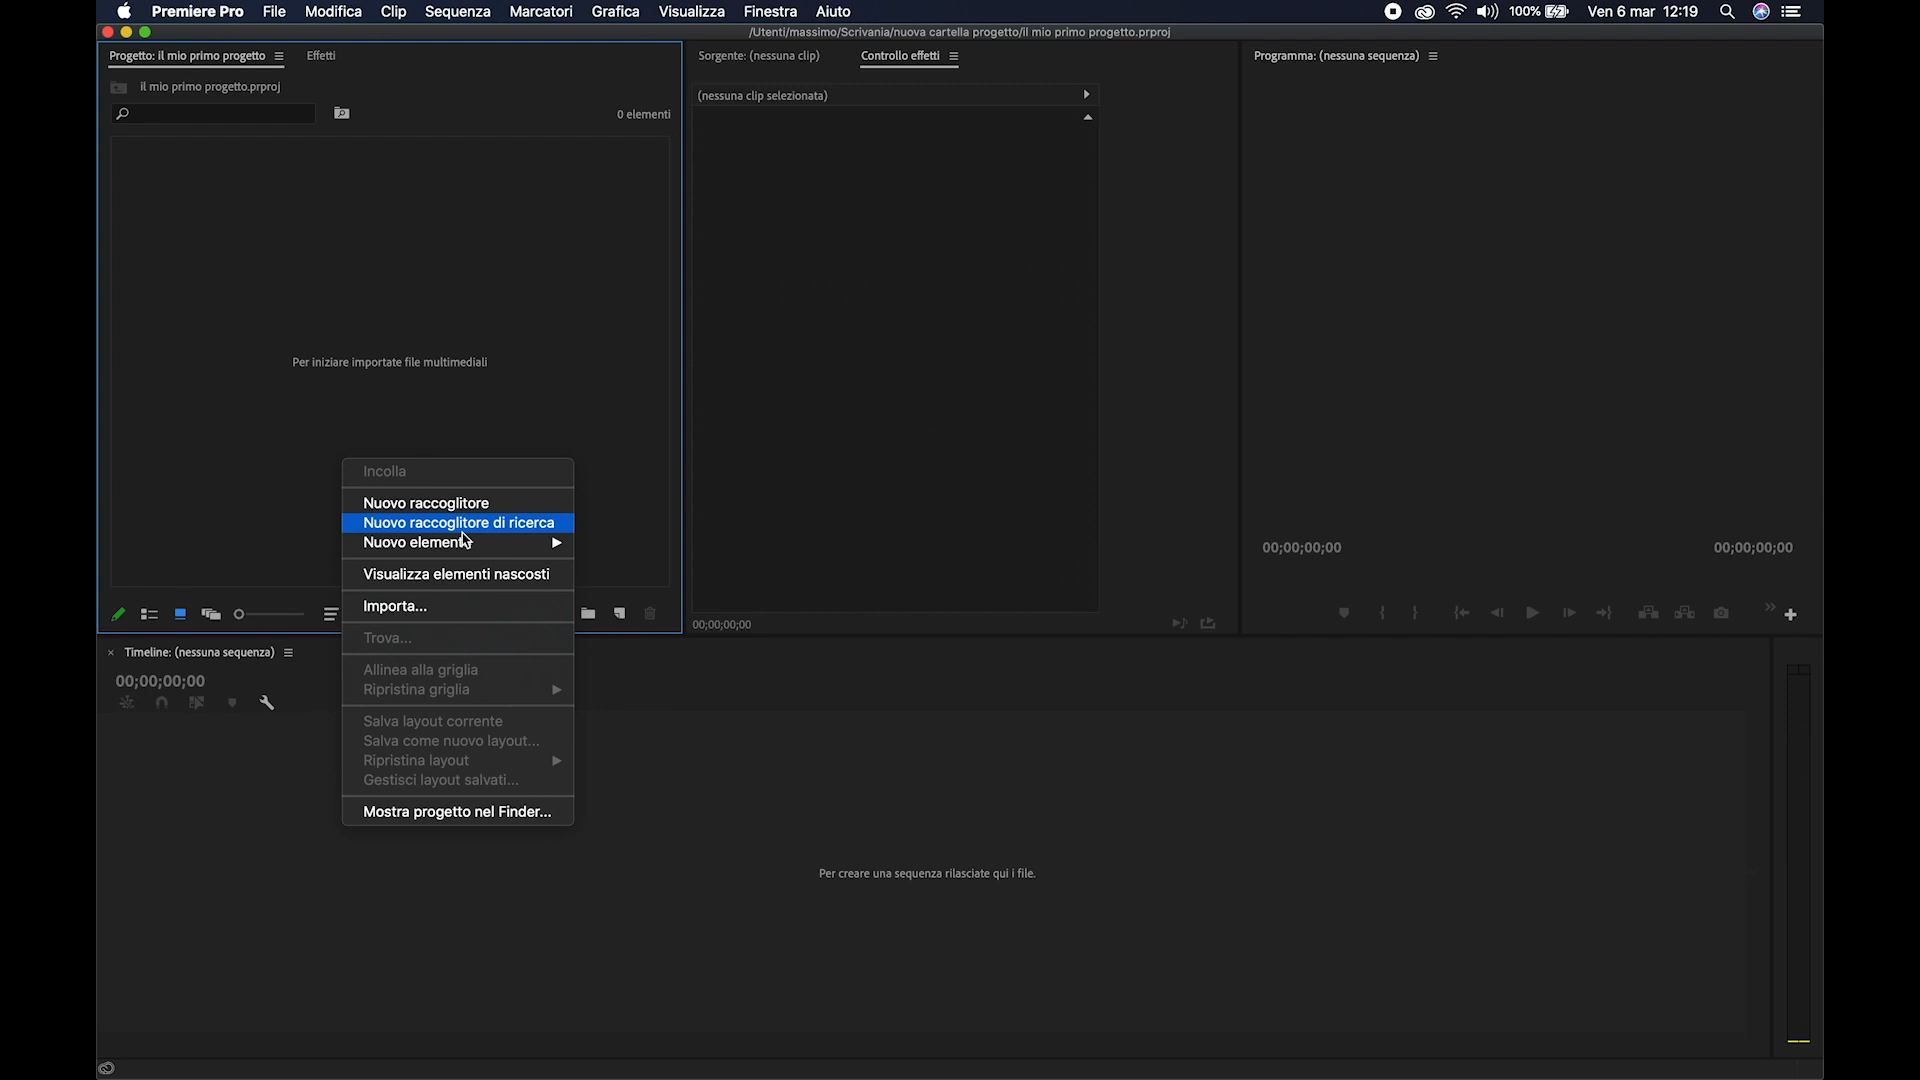 Premiere Pro File Modifica Clip Sequenza Marcatori Grafica Visualizza Finestra Aiuto 100% Ven 6 mar 12:19
/Utenti/massimo/Scrivania/nuova cartella progetto/il mio primo progetto.prproj
Progetto: il mio primo progetto Effetti
Sorgente: (nessuna clip) Controllo effetti
Programma: (nessuna sequenza)
il mio primo progetto.prproj
(nessuna clip selezionata)
0 elementi
Per iniziare importate file multimediali
Incolla
Nuovo raccoglitore
Nuovo raccoglitore di ricerca
Nuovo elemento
Visualizza elementi nascosti
Importa...
Trova...
Allinea alla griglia
Ripristina griglia
Salva layout corrente
Salva come nuovo layout...
Ripristina layout
Gestisci layout salvati...
Mostra progetto nel Finder...
00;00;00;00 00;00;00;00
00;00;00;00
Timeline: (nessuna sequenza)
00;00;00;00
Per creare una sequenza rilasciate qui i file.